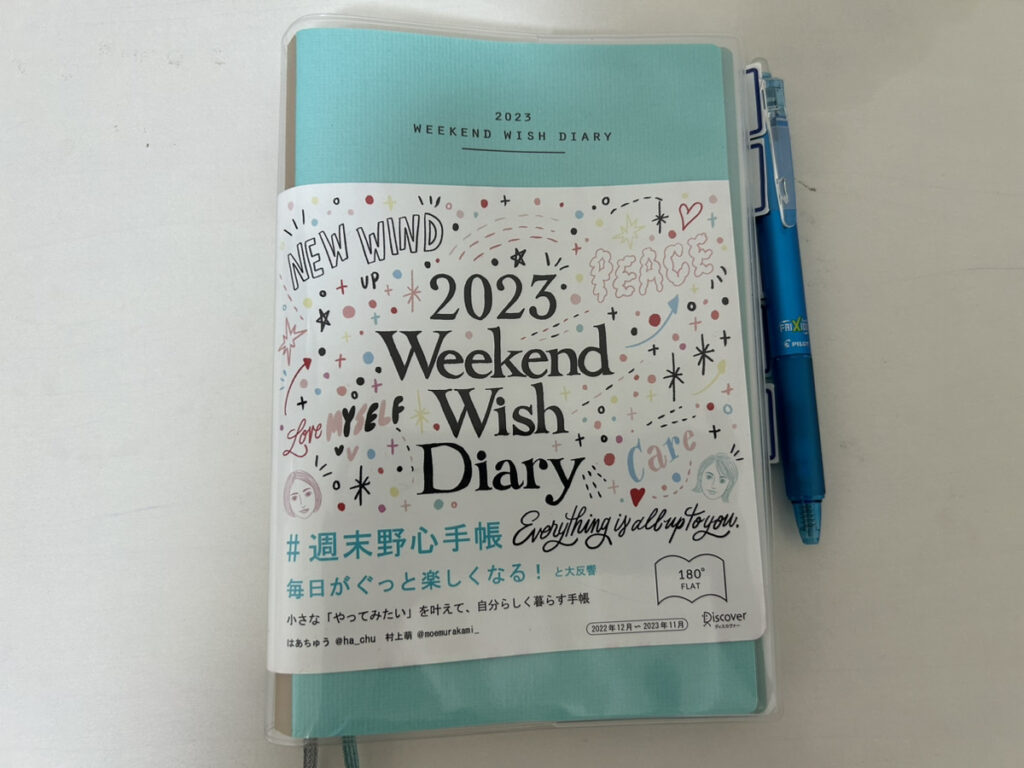 2023
WEEKEND WISH DIARY
NEW WIND
UP
PEACE
2023
Weekend
Wish
Diary
Love MYSELF
Care
Everything is all up to you.
#週末野心手帳
毎日がぐっと楽しくなる！ と大反響
小さな「やってみたい」を叶えて、自分らしく暮らす手帳
はあちゅう @ha_chu 村上萌 @moemurakami_
180°
FLAT
2022年12月〜2023年11月
Discover
ディスカヴァー
FRIXION
PILOT